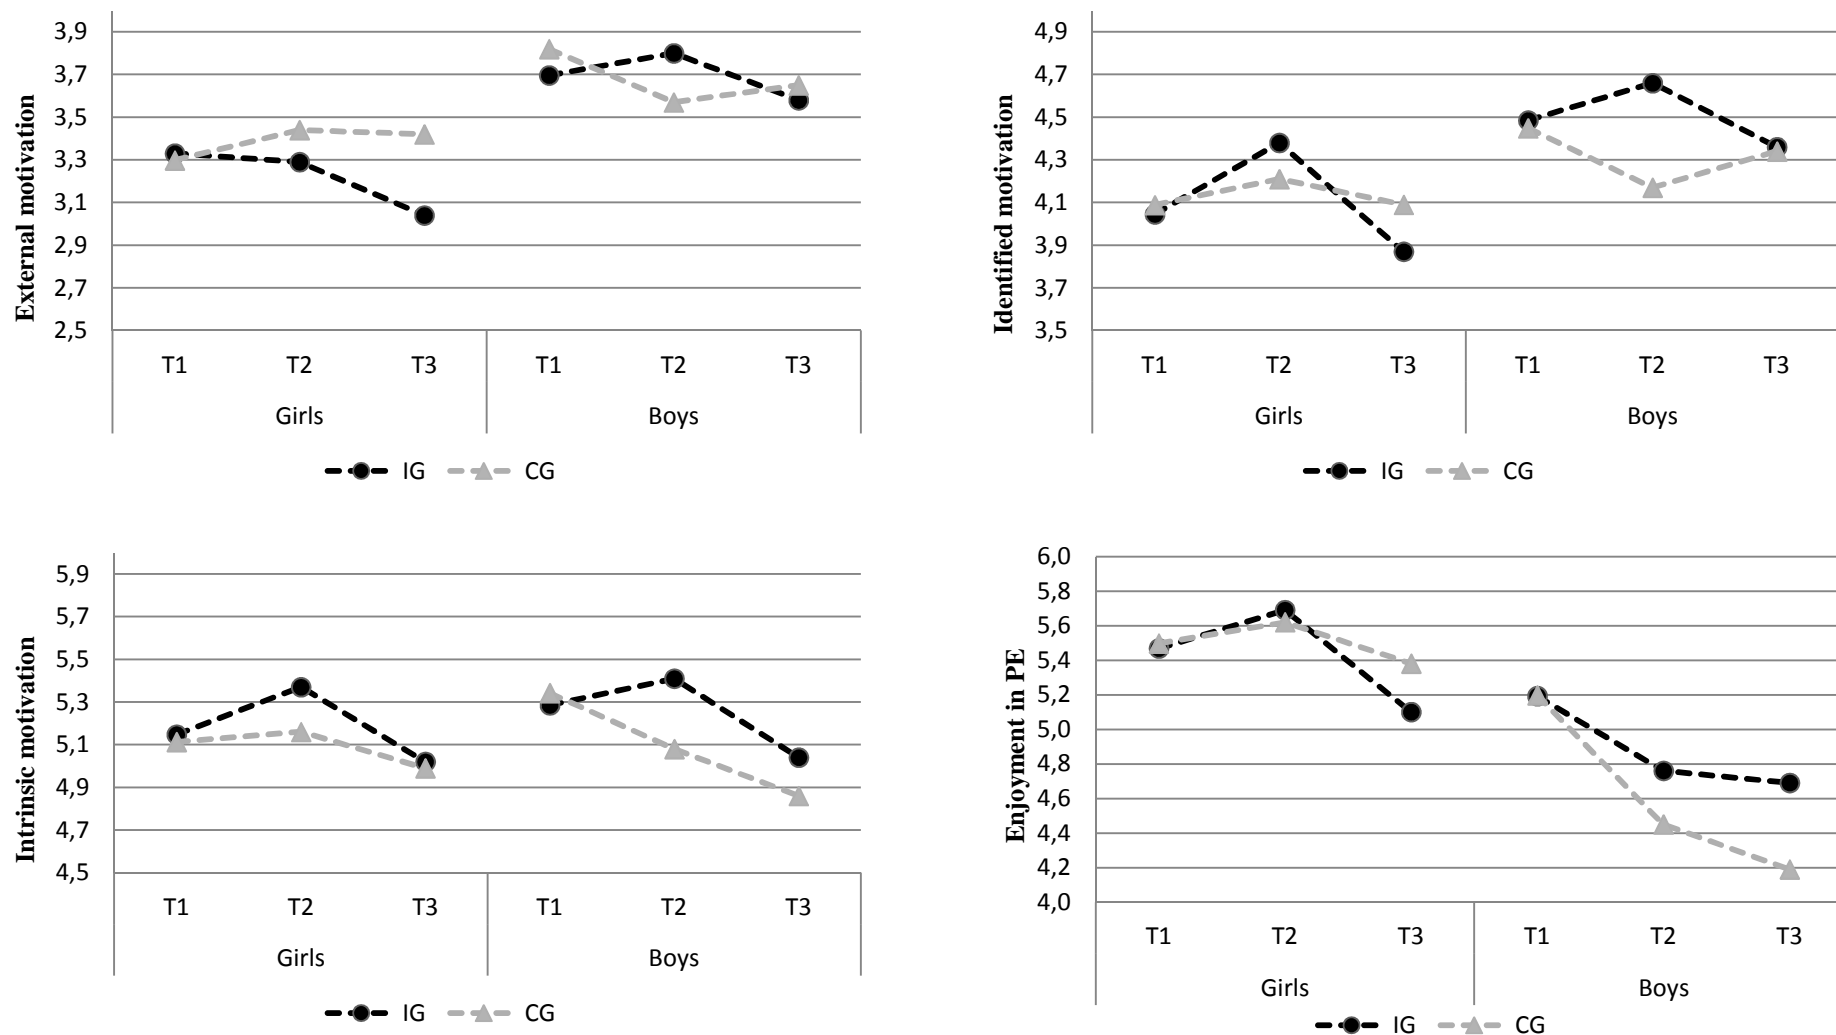 External motivation
3,9
3,7
3,5
3,3
3,1
2,9
2,7
2,5
T1 T2 T3 T1 T2 T3
Girls Boys
IG CG
Identified motivation
4,9
4,7
4,5
4,3
4,1
3,9
3,7
3,5
T1 T2 T3 T1 T2 T3
Girls Boys
IG CG
Intrinsic motivation
5,9
5,7
5,5
5,3
5,1
4,9
4,7
4,5
T1 T2 T3 T1 T2 T3
Girls Boys
IG CG
Enjoyment in PE
6,0
5,8
5,6
5,4
5,2
5,0
4,8
4,6
4,4
4,2
4,0
T1 T2 T3 T1 T2 T3
Girls Boys
IG CG